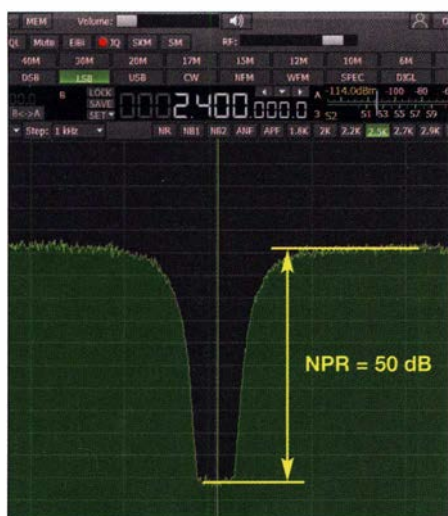 MEM Volume:
Mute EiBi IQ SKM SM RF:
40M 30M 20M 17M 15M 12M 10M 6M
DSB LSB USB CW NFM WFM SPEC DIGL
B LOCK A -114.0dBm -100 -80
B<>A SAVE 2.400.000.0
SET 3 S2 S1 S3 S5 S7 S9
Step: 1 kHz NR NB1 NB2 ANF APF 1.8K 2K 2.2K 2.5K 2.7K 2.9K
NPR = 50 dB